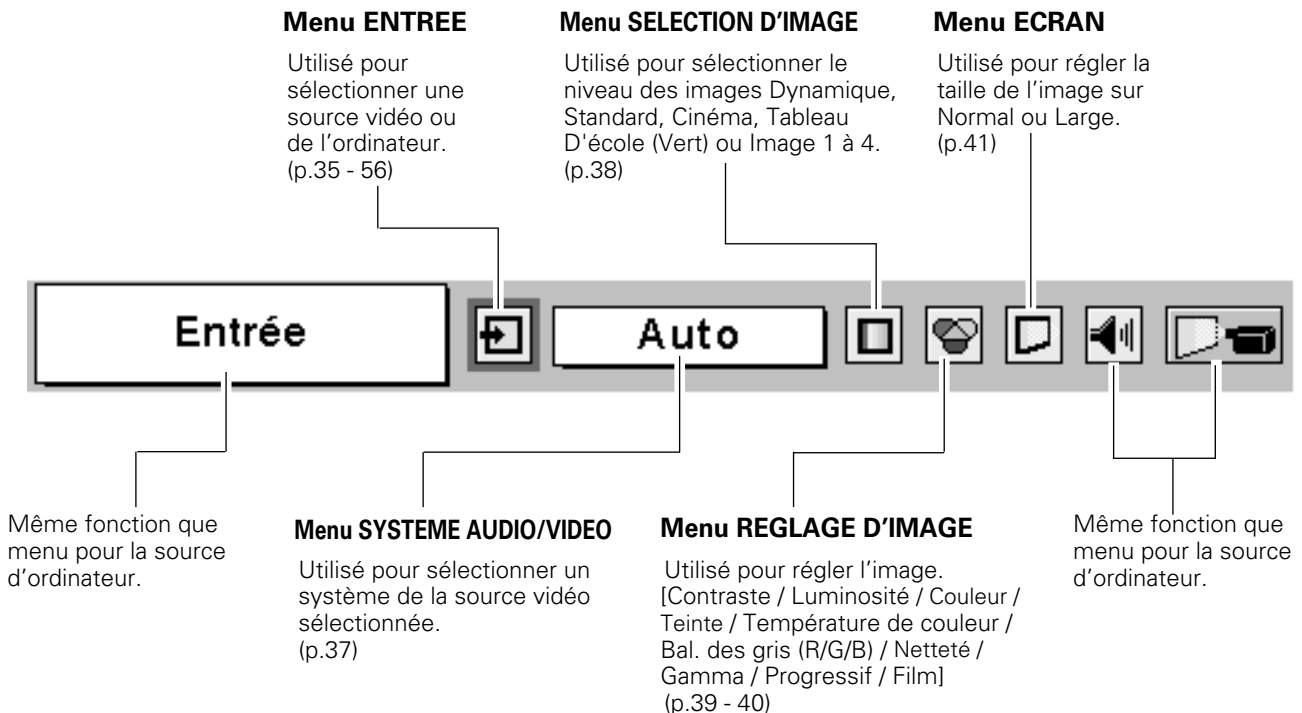 Menu ENTREE
Utilisé pour
sélectionner une
source vidéo ou
de l’ordinateur.
(p.35 - 56)
Menu SELECTION D’IMAGE
Utilisé pour sélectionner le
niveau des images Dynamique,
Standard, Cinéma, Tableau
D'école (Vert) ou Image 1 à 4.
(p.38)
Menu ECRAN
Utilisé pour régler la
taille de l’image sur
Normal ou Large.
(p.41)
Entrée
Auto
Même fonction que
menu pour la source
d’ordinateur.
Menu SYSTEME AUDIO/VIDEO
Utilisé pour sélectionner un
système de la source vidéo
sélectionnée.
(p.37)
Menu REGLAGE D’IMAGE
Utilisé pour régler l’image.
[Contraste / Luminosité / Couleur /
Teinte / Température de couleur /
Bal. des gris (R/G/B) / Netteté /
Gamma / Progressif / Film]
(p.39 - 40)
Même fonction que
menu pour la source
d’ordinateur.